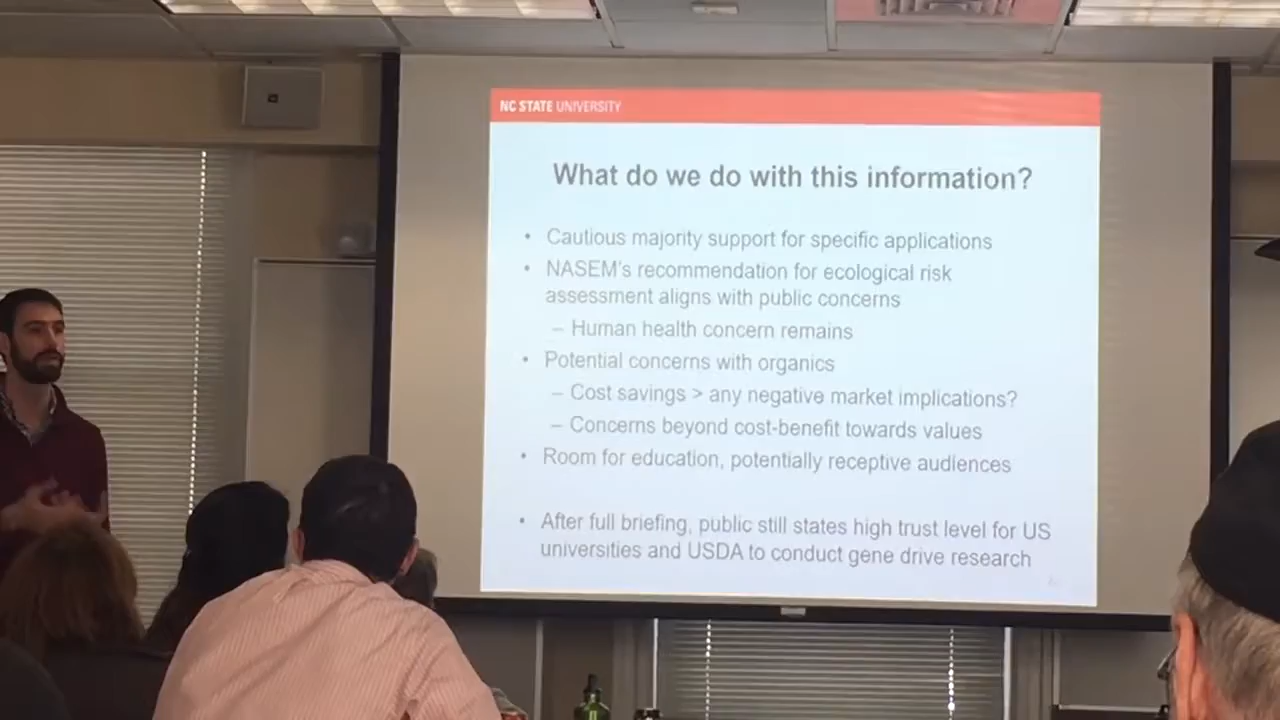 NC STATE UNIVERSITY
What do we do with this information?
• Cautious majority support for specific applications
• NASEM's recommendation for ecological risk
assessment aligns with public concerns
– Human health concern remains
• Potential concerns with organics
– Cost savings > any negative market implications?
– Concerns beyond cost-benefit towards values
• Room for education, potentially receptive audiences
• After full briefing, public still states high trust level for US
universities and USDA to conduct gene drive research